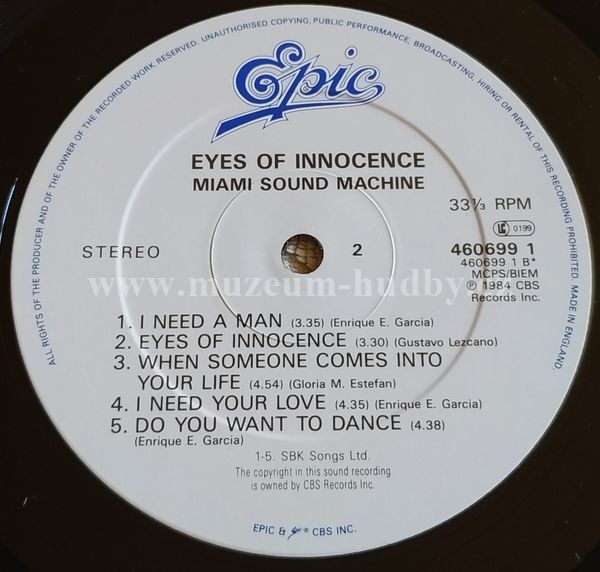 ALL RIGHTS OF THE PRODUCER AND OF THE OWNER OF THE RECORDED WORK RESERVED. UNAUTHORISED COPYING, PUBLIC PERFORMANCE, BROADCASTING, HIRING OR RENTAL OF THIS RECORDING PROHIBITED. MADE IN ENGLAND.
Epic
EYES OF INNOCENCE
MIAMI SOUND MACHINE
33⅓ RPM
LC 0199
STEREO
2
460699 1
460699 1 B*
MCPS/BIEM
℗ 1984 CBS
Records Inc.
www.muzeum-hudby
1. I NEED A MAN (3.35) (Enrique E. Garcia)
2. EYES OF INNOCENCE (3.30) (Gustavo Lezcano)
3. WHEN SOMEONE COMES INTO
YOUR LIFE (4.54) (Gloria M. Estefan)
4. I NEED YOUR LOVE (4.35) (Enrique E. Garcia)
5. DO YOU WANT TO DANCE (4.38)
(Enrique E. Garcia)
1-5. SBK Songs Ltd.
The copyright in this sound recording
is owned by CBS Records Inc.
EPIC & Epic ® CBS INC.